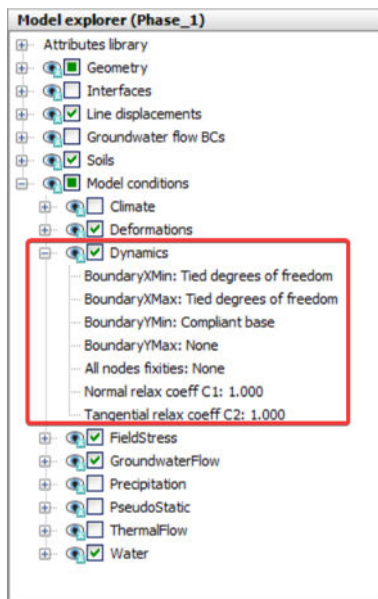 Model explorer (Phase_1)
Attributes library
Geometry
Interfaces
Line displacements
Groundwater flow BCs
Soils
Model conditions
Climate
Deformations
Dynamics
BoundaryXMin: Tied degrees of freedom
BoundaryXMax: Tied degrees of freedom
BoundaryYMin: Compliant base
BoundaryYMax: None
All nodes fixities: None
Normal relax coeff C1: 1.000
Tangential relax coeff C2: 1.000
FieldStress
GroundwaterFlow
Precipitation
PseudoStatic
ThermalFlow
Water